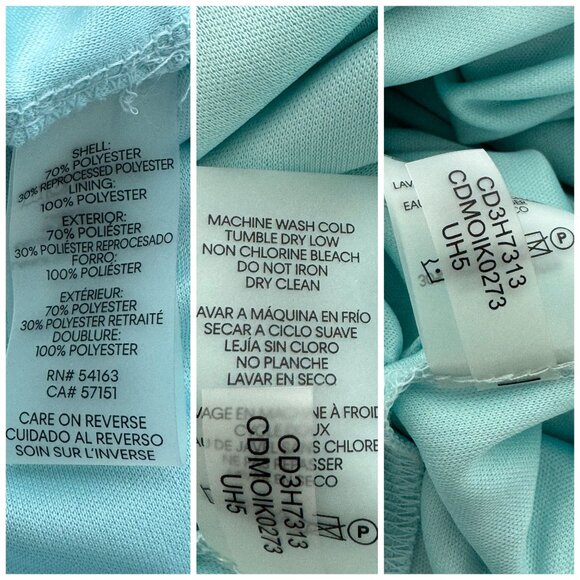 SHELL:
70% POLYESTER
30% REPROCESSED POLYESTER
LINING:
100% POLYESTER
EXTERIOR:
70% POLIÉSTER
30% POLIÉSTER REPROCESADO
FORRO:
100% POLIÉSTER
EXTÉRIEUR:
70% POLYESTER
30% POLYESTER RETRAITÉ
DOUBLURE:
100% POLYESTER
RN# 54163
CA# 57151
CARE ON REVERSE
CUIDADO AL REVERSO
SOIN SUR L'INVERSE
MACHINE WASH COLD
TUMBLE DRY LOW
NON CHLORINE BLEACH
DO NOT IRON
DRY CLEAN
AVAR A MÁQUINA EN FRÍO
SECAR A CICLO SUAVE
LEJÍA SIN CLORO
NO PLANCHE
LAVAR EN SECO
CD3H7313
CDMOIK0273
UH5
P
LAV
EAU
CD3H7313
CDMOIK0273
UH5
P